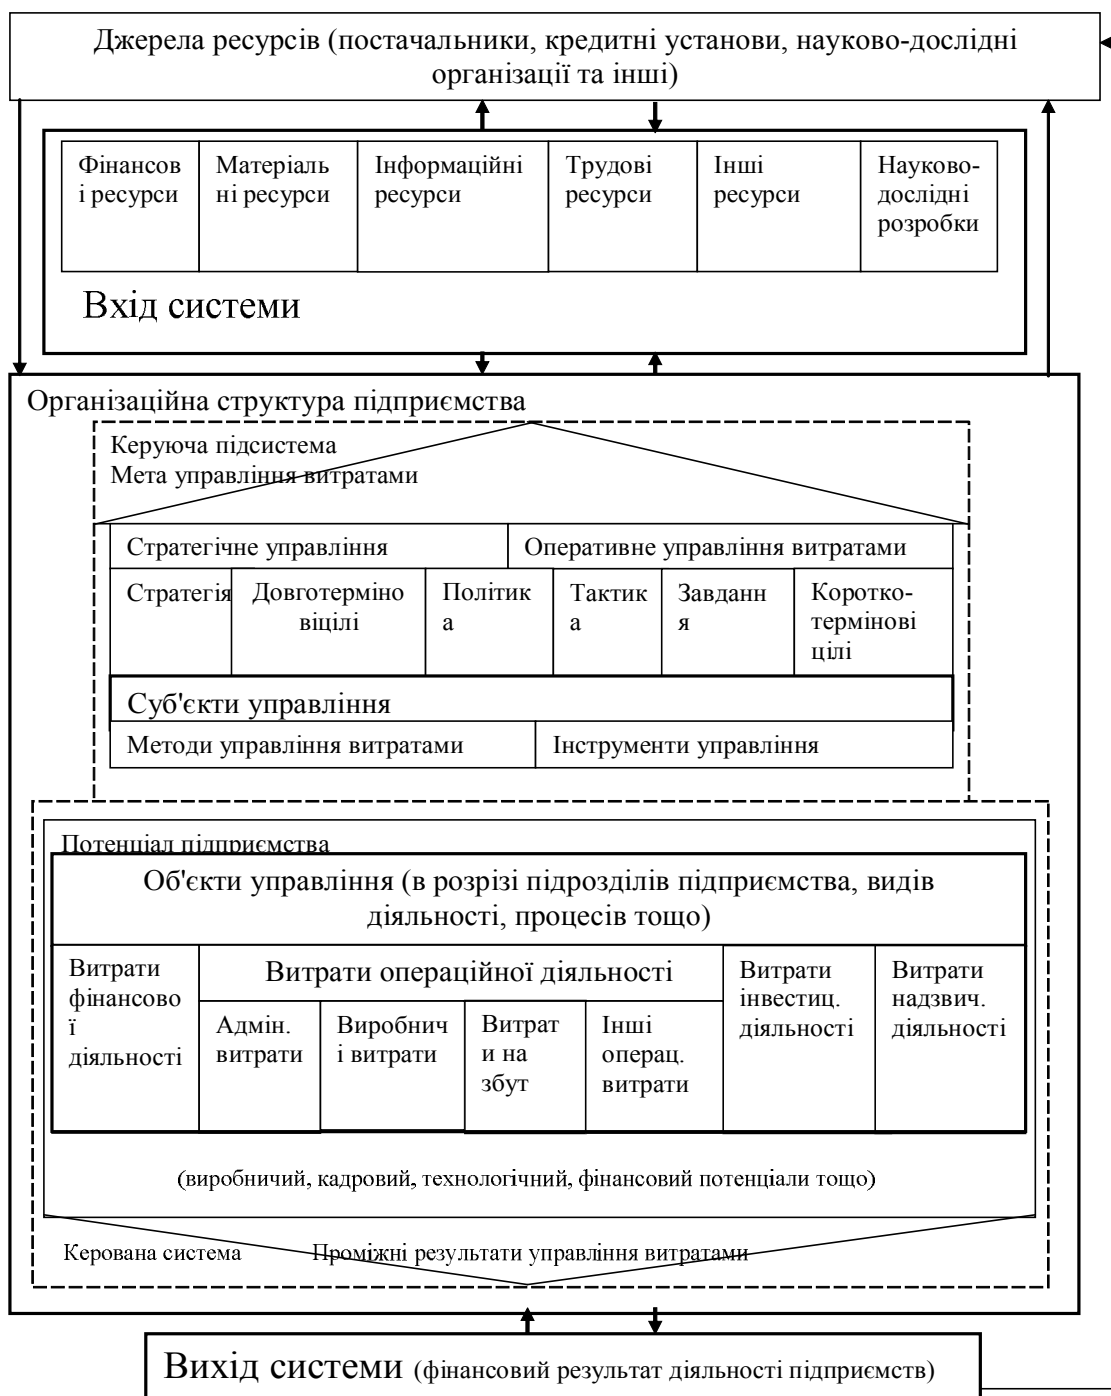 Джерела ресурсів (постачальники, кредитні установи, науково-дослідні
організації та інші)
Фінансов
і ресурси
Матеріаль
ні ресурси
Інформаційні
ресурси
Трудові
ресурси
Інші
ресурси
Науково-
дослідні
розробки
Вхід системи
Організаційна структура підприємства
Керуюча підсистема
Мета управління витратами
Стратегічне управління
Оперативне управління витратами
Стратегія
Довготерміно
віцілі
Політик
а
Тактик
а
Завданн
я
Коротко-
термінові
цілі
Суб'єкти управління
Методи управління витратами
Інструменти управління
Потенціал підприємства
Об'єкти управління (в розрізі підрозділів підприємства, видів
діяльності, процесів тощо)
Витрати
фінансово
ї
діяльності
Витрати операційної діяльності
Адмін.
витрати
Виробнич
і витрати
Витрат
и на
збут
Інші
операц.
витрати
Витрати
інвестиц.
діяльності
Витрати
надзвич.
діяльності
(виробничий, кадровий, технологічний, фінансовий потенціали тощо)
Керована система
Проміжні результати управління витратами
Вихід системи (фінансовий результат діяльності підприємств)